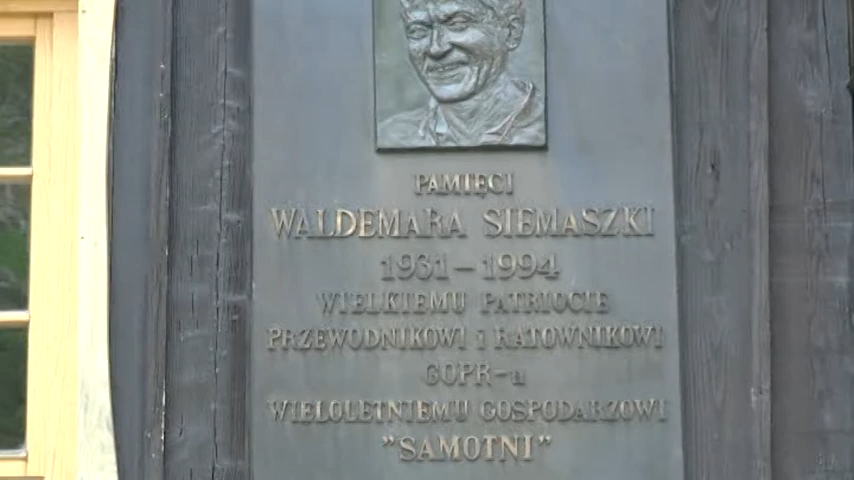 PAMIĘCI
WALDEMARA SIEMASZKI
1931-1994
WIELKIEMU PATRIOCIE
PRZEWODNIKOWI i RATOWNIKOWI
GOPR-u
WIELOLETNIEMU GOSPODARZOWI
"SAMOTNI"